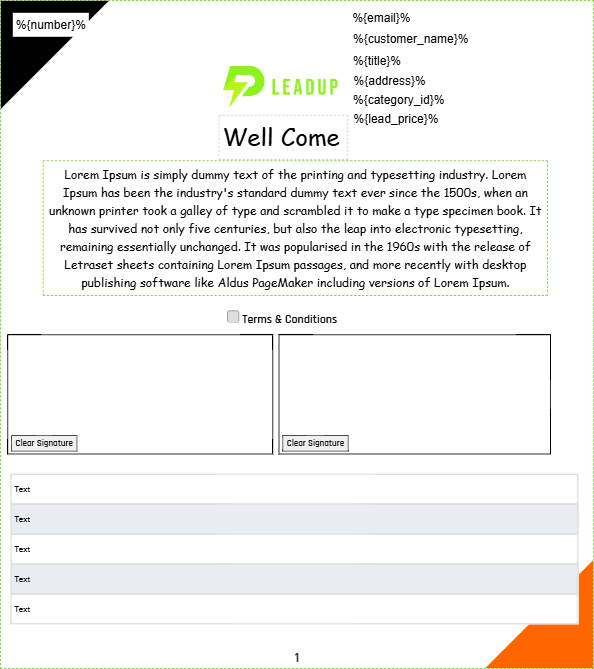 %{number}%
%{email}%
%{customer_name}%
%{title}%
%{address}%
%{category_id}%
%{lead_price}%
LEADUP
Well Come
Lorem Ipsum is simply dummy text of the printing and typesetting industry. Lorem
Ipsum has been the industry's standard dummy text ever since the 1500s, when an
unknown printer took a galley of type and scrambled it to make a type specimen book. It
has survived not only five centuries, but also the leap into electronic typesetting,
remaining essentially unchanged. It was popularised in the 1960s with the release of
Letraset sheets containing Lorem Ipsum passages, and more recently with desktop
publishing software like Aldus PageMaker including versions of Lorem Ipsum.
Terms & Conditions
Clear Signature
Clear Signature
Text
Text
Text
Text
Text
1